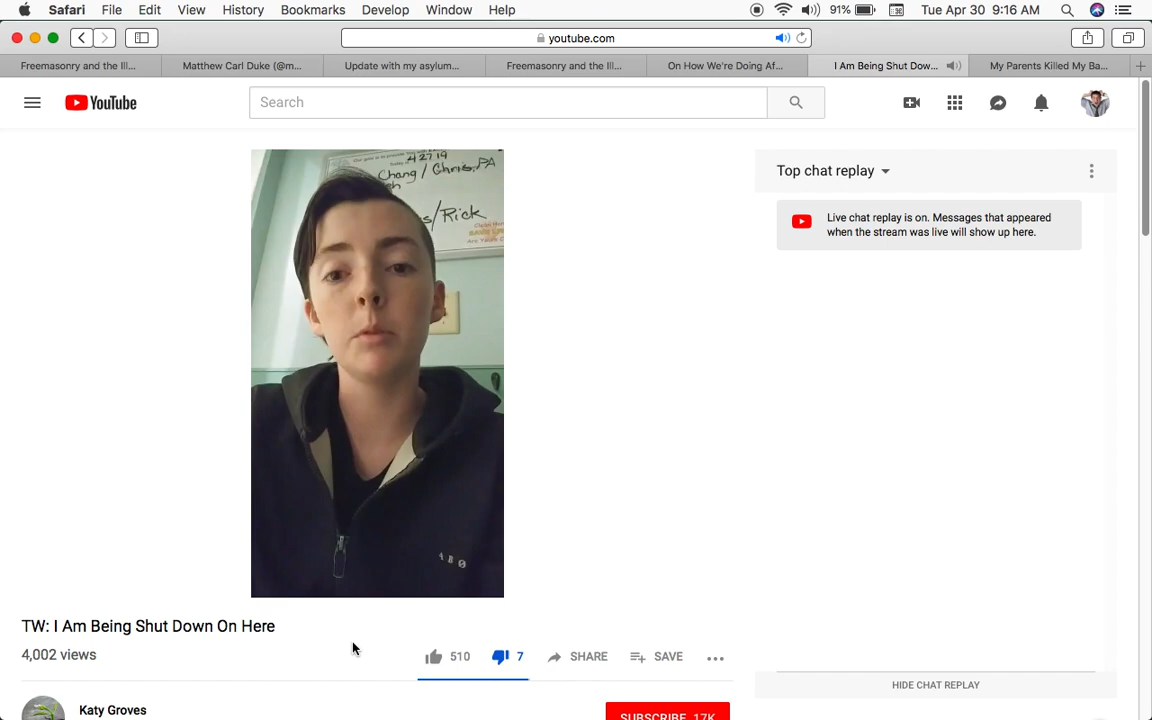 Safari File Edit View History Bookmarks Develop Window Help 91% Tue Apr 30 9:16 AM
youtube.com
Freemasonry and the Ill... Matthew Carl Duke (@m... Update with my asylum... Freemasonry and the Ill... On How We're Doing Af... I Am Being Shut Dow... My Parents Killed My Ba...
YouTube Search
4 27 19
Chang / Chris, PA
/Rick
ABO
Top chat replay
Live chat replay is on. Messages that appeared
when the stream was live will show up here.
TW: I Am Being Shut Down On Here
4,002 views 510 7 SHARE SAVE
HIDE CHAT REPLAY
Katy Groves SUBSCRIBE 17K